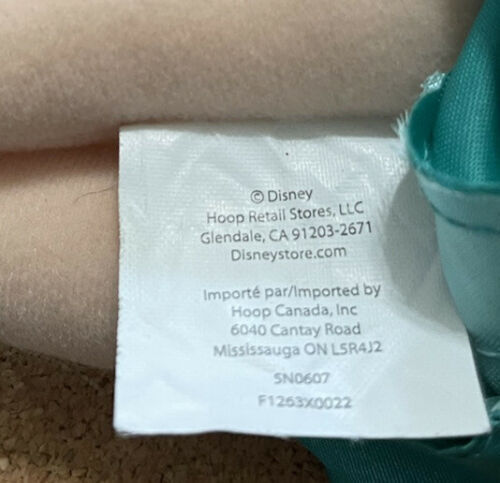 © Disney
Hoop Retail Stores, LLC
Glendale, CA 91203-2671
Disneystore.com
Importé par/Imported by
Hoop Canada, Inc
6040 Cantay Road
Mississauga ON L5R4J2
SN0607
F1263X0022